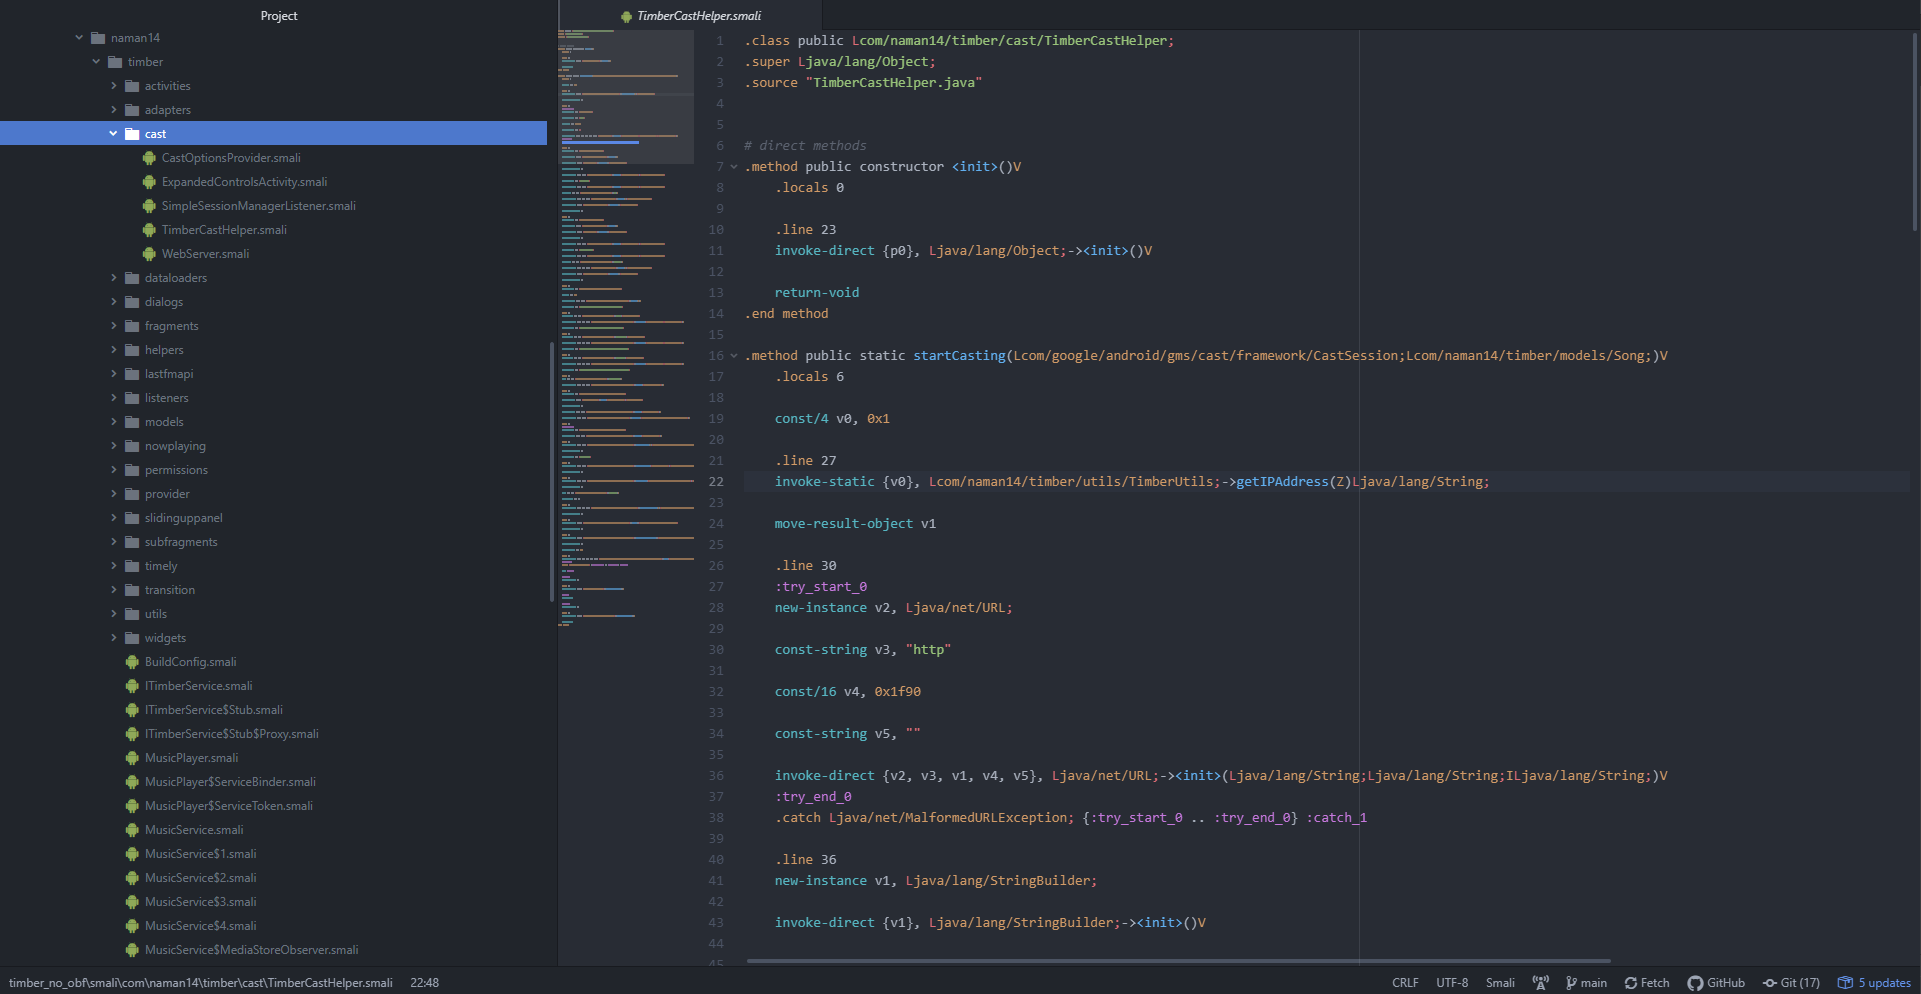 Project
naman14
timber
activities
adapters
cast
CastOptionsProvider.smali
ExpandedControlsActivity.smali
SimpleSessionManagerListener.smali
TimberCastHelper.smali
WebServer.smali
dataloaders
dialogs
fragments
helpers
lastfmapi
listeners
models
nowplaying
permissions
provider
slidinguppanel
subfragments
timely
transition
utils
widgets
BuildConfig.smali
ITimberService.smali
ITimberService$Stub.smali
ITimberService$Stub$Proxy.smali
MusicPlayer.smali
MusicPlayer$ServiceBinder.smali
MusicPlayer$ServiceToken.smali
MusicService.smali
MusicService$1.smali
MusicService$2.smali
MusicService$3.smali
MusicService$4.smali
MusicService$MediaStoreObserver.smali
TimberCastHelper.smali
1 .class public Lcom/naman14/timber/cast/TimberCastHelper;
2 .super Ljava/lang/Object;
3 .source "TimberCastHelper.java"
4
5
6 # direct methods
7 .method public constructor <init>()V
8 .locals 0
9
10 .line 23
11 invoke-direct {p0}, Ljava/lang/Object;-><init>()V
12
13 return-void
14 .end method
15
16 .method public static startCasting(Lcom/google/android/gms/cast/framework/CastSession;Lcom/naman14/timber/models/Song;)V
17 .locals 6
18
19 const/4 v0, 0x1
20
21 .line 27
22 invoke-static {v0}, Lcom/naman14/timber/utils/TimberUtils;->getIPAddress(Z)Ljava/lang/String;
23
24 move-result-object v1
25
26 .line 30
27 :try_start_0
28 new-instance v2, Ljava/net/URL;
29
30 const-string v3, "http"
31
32 const/16 v4, 0x1f90
33
34 const-string v5, ""
35
36 invoke-direct {v2, v3, v1, v4, v5}, Ljava/net/URL;-><init>(Ljava/lang/String;Ljava/lang/String;ILjava/lang/String;)V
37 :try_end_0
38 .catch Ljava/net/MalformedURLException; {:try_start_0 .. :try_end_0} :catch_1
39
40 .line 36
41 new-instance v1, Ljava/lang/StringBuilder;
42
43 invoke-direct {v1}, Ljava/lang/StringBuilder;-><init>()V
44
45
timber_no_obf\smali\com\naman14\timber\cast\TimberCastHelper.smali 22:48 CRLF UTF-8 Smali main Fetch GitHub Git (17) 5 updates